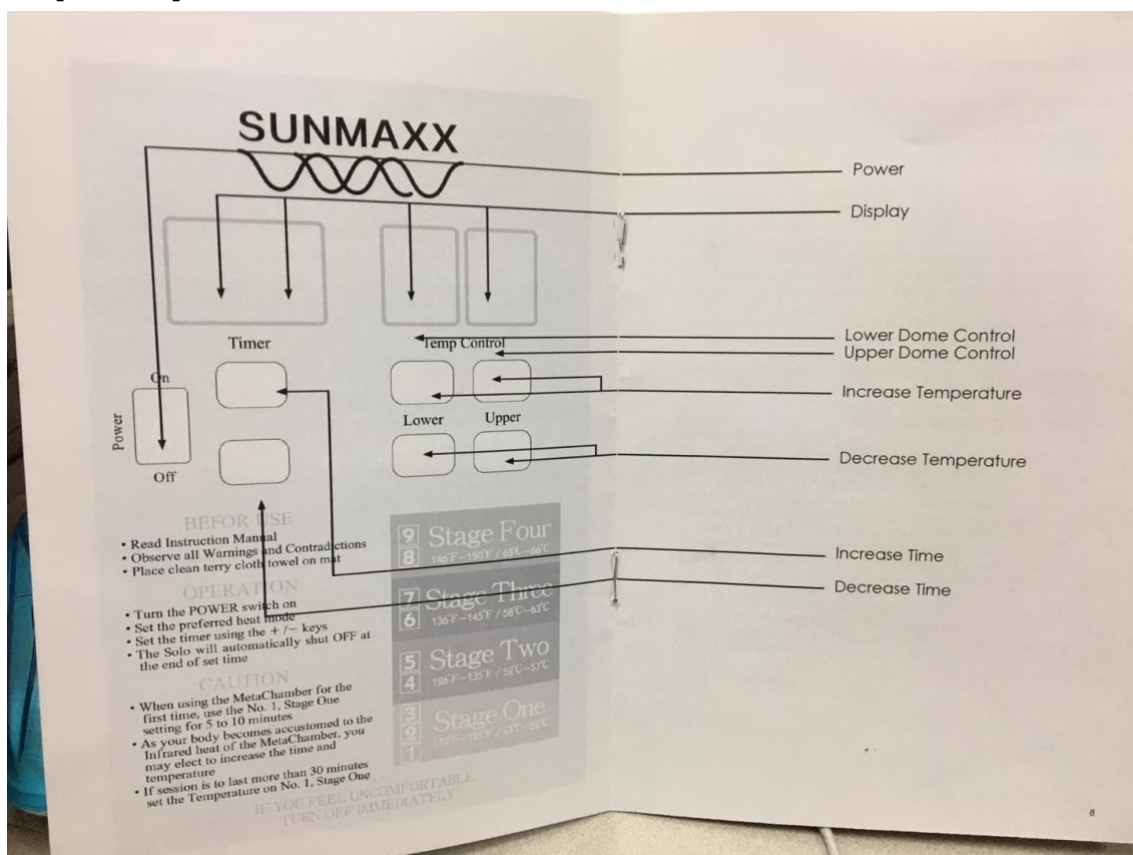 SUNMAXX
Power
Display
Timer
Temp Control
Lower Dome Control
Upper Dome Control
On
Increase Temperature
Power
Lower
Upper
Off
Decrease Temperature
BEFOR USE
• Read Instruction Manual
• Observe all Warnings and Contradictions
• Place clean terry cloth towel on mat
OPERATION
• Turn the POWER switch on
• Set the preferred heat mode
• Set the timer using the + /− keys
• The Solo will automatically shut OFF at
the end of set time
CAUTION
• When using the MetaChamber for the
first time, use the No. 1, Stage One
setting for 5 to 10 minutes
• As your body becomes accustomed to the
Infrared heat of the MetaChamber, you
may elect to increase the time and
temperature
• If session is to last more than 30 minutes
set the Temperature on No. 1, Stage One
IF YOU FEEL UNCOMFORTABLE
TURN OFF IMMEDIATELY
9 Stage Four
8
7 Stage Three
6 136°F~145°F / 58°C~63°C
5 Stage Two
4
3 Stage One
2
1
Increase Time
Decrease Time
8